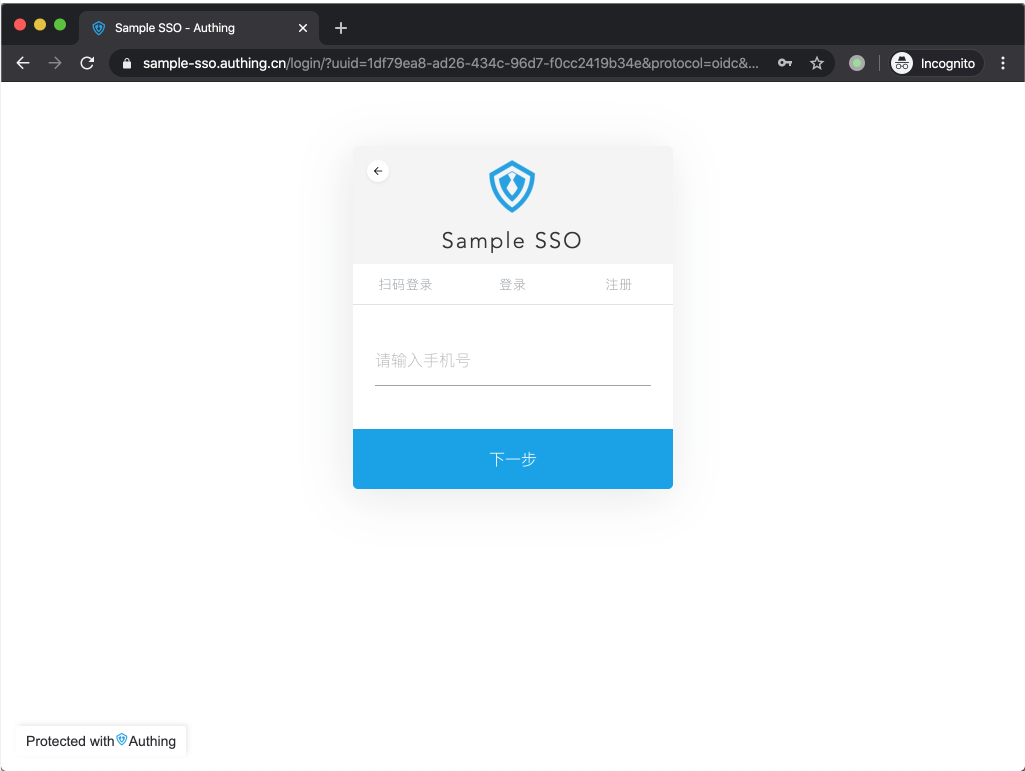 Sample SSO - Authing
sample-sso.authing.cn/login/?uuid=1df79ea8-ad26-434c-96d7-f0cc2419b34e&protocol=oidc&...
Incognito
Sample SSO
扫码登录 登录 注册
请输入手机号
下一步
Protected with Authing